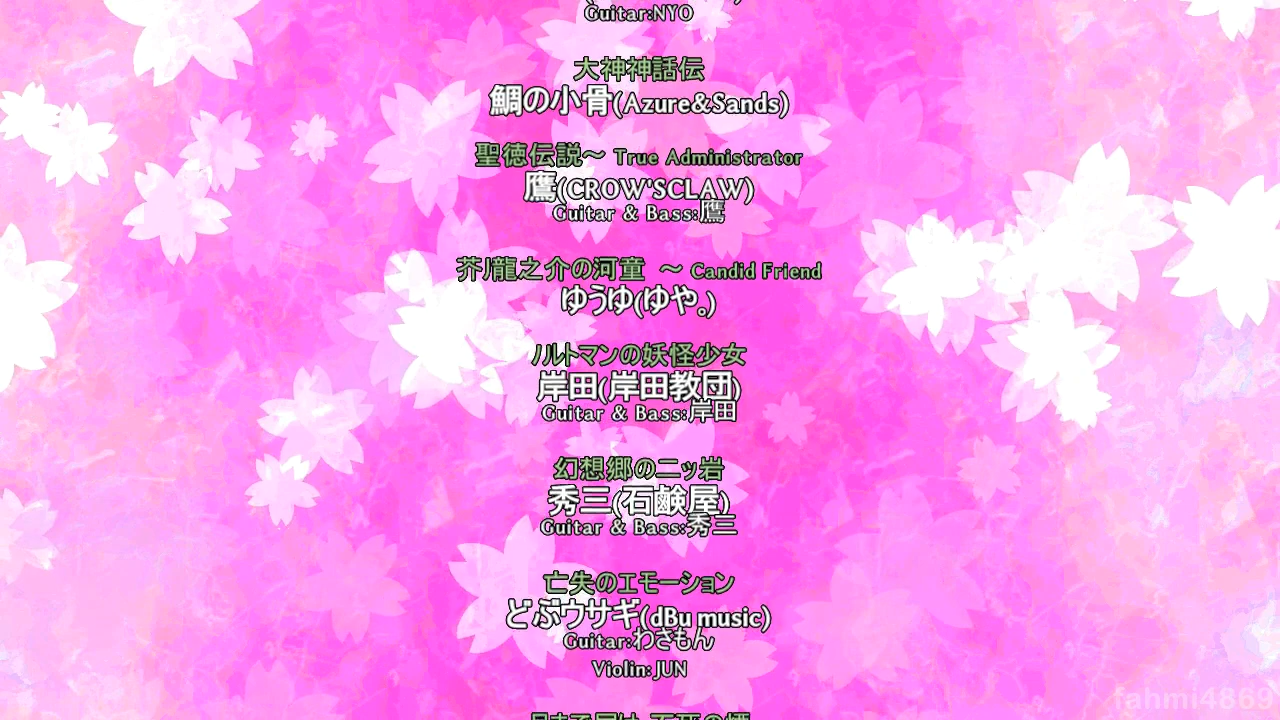 Guitar:NYO
大神神話伝
鯛の小骨(Azure&Sands)
聖徳伝説～ True Administrator
鷹(CROW'SCLAW)
Guitar & Bass:鷹
芥川龍之介の河童 ～ Candid Friend
ゆうゆ(ゆや。)
ハルトマンの妖怪少女
岸田(岸田教団)
Guitar & Bass:岸田
幻想郷の二ッ岩
秀三(石鹸屋)
Guitar & Bass:秀三
亡失のエモーション
どぶウサギ(dBu music)
Guitar:わさもん
Violin:JUN
fahmi4869